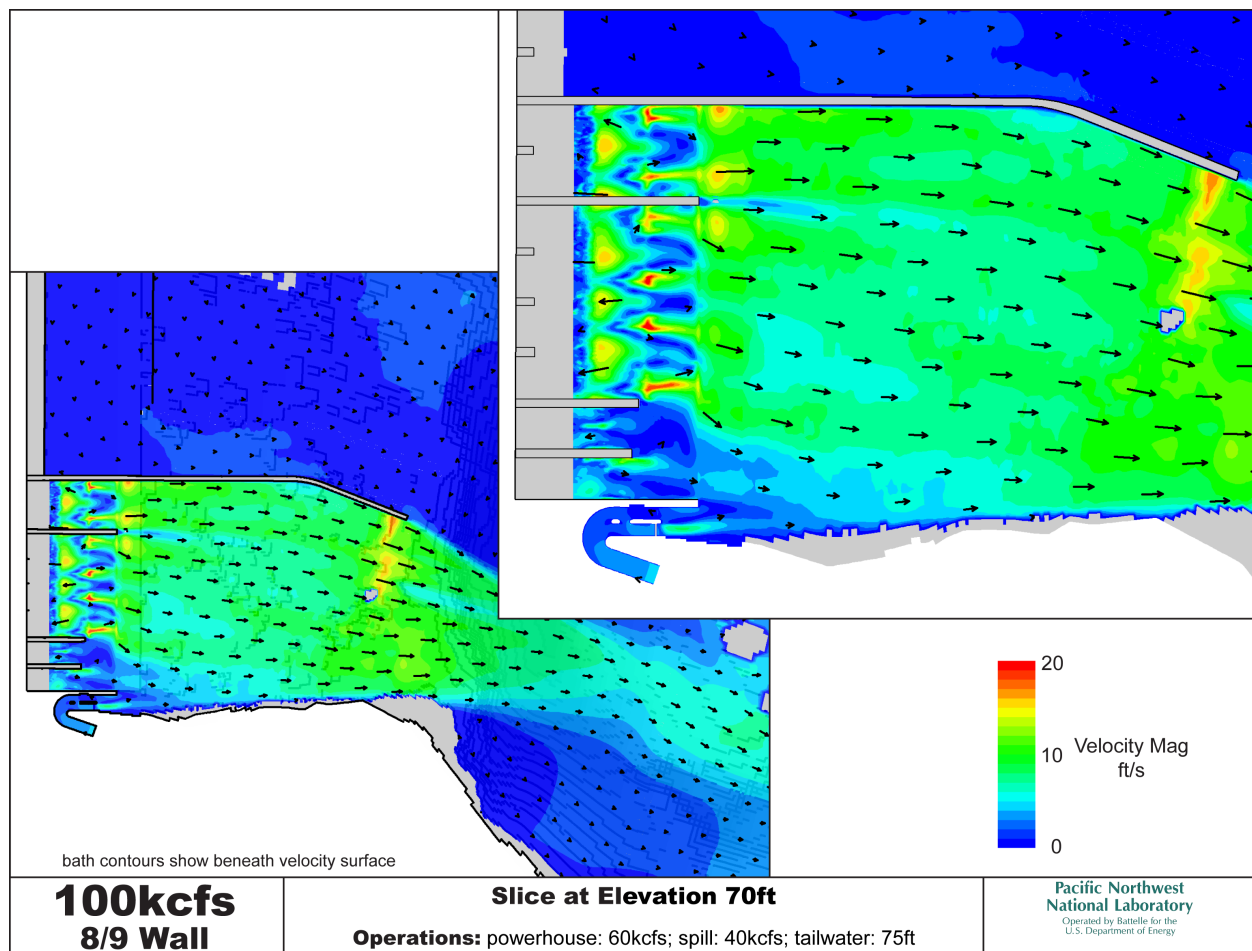 20
10
Velocity Mag
ft/s
0
bath contours show beneath velocity surface
100kcfs
8/9 Wall
Slice at Elevation 70ft
Operations: powerhouse: 60kcfs; spill: 40kcfs; tailwater: 75ft
Pacific Northwest
National Laboratory
Operated by Battelle for the
U.S. Department of Energy